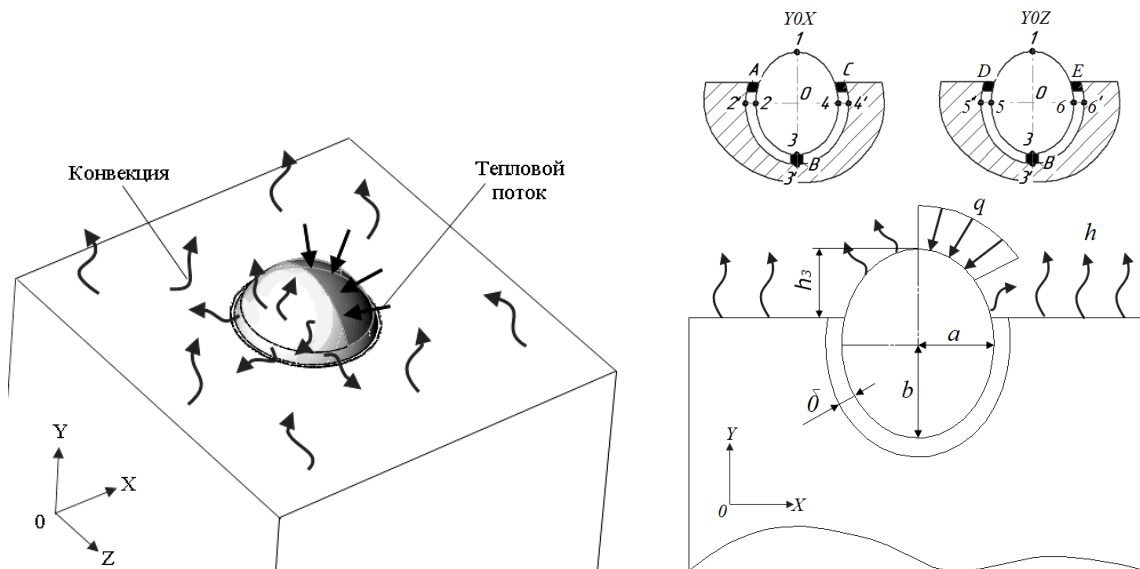 Конвекция
Тепловой
поток
Y
X
0
Z
Y0X
1
A
C
0
2'
2
4
4'
3
B
3'
Y0Z
1
D
E
0
5'
5
6
6'
3
B
3'
q
h
h₃
a
b
δ
Y
0
X